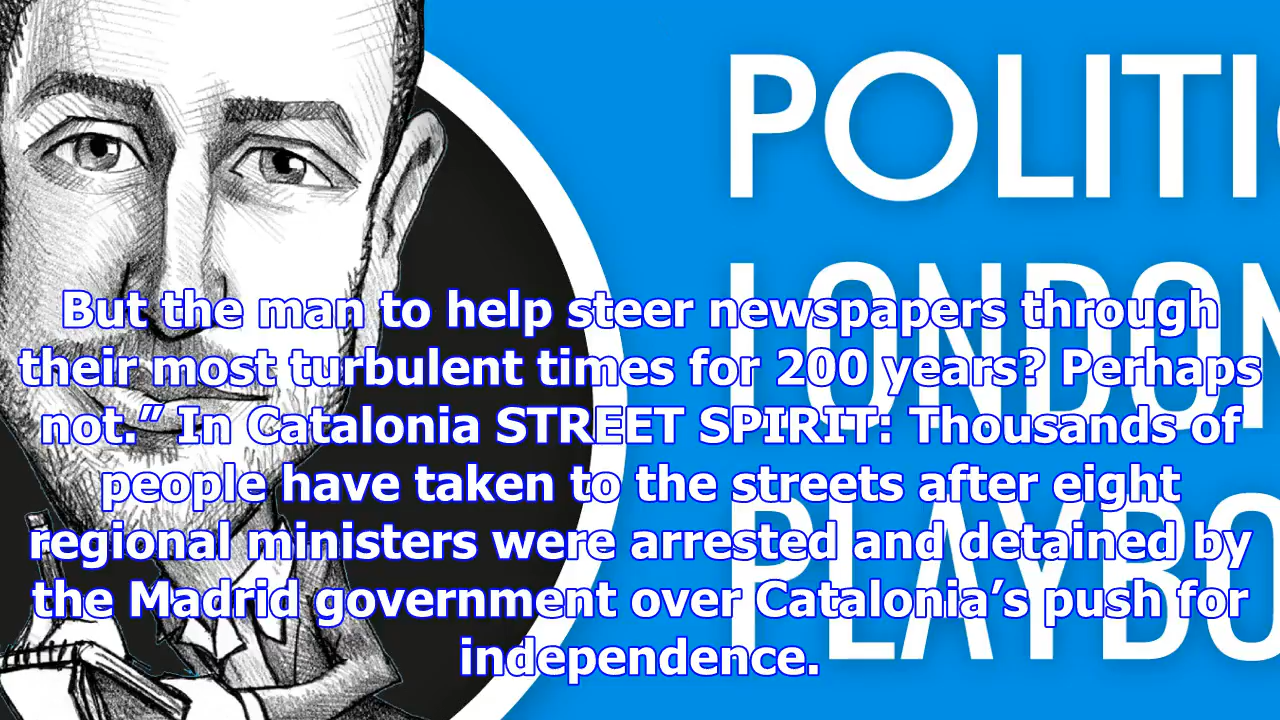 POLITI
LONDON
PLAYBO
But the man to help steer newspapers through
their most turbulent times for 200 years? Perhaps
not.” In Catalonia STREET SPIRIT: Thousands of
people have taken to the streets after eight
regional ministers were arrested and detained by
the Madrid government over Catalonia’s push for
independence.